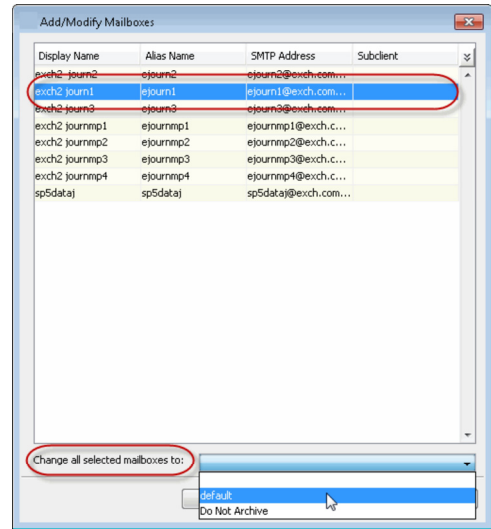 Add/Modify Mailboxes
Display Name Alias Name SMTP Address Subclient
exch2 journ2 ejourn2 ejourn2@exch.com...
exch2 journ1 ejourn1 ejourn1@exch.com...
exch2 journ3 ejourn3 ejourn3@exch.com...
exch2 journmp1 ejournmp1 ejournmp1@exch.c...
exch2 journmp2 ejournmp2 ejournmp2@exch.c...
exch2 journmp3 ejournmp3 ejournmp3@exch.c...
exch2 journmp4 ejournmp4 ejournmp4@exch.c...
sp5dataj sp5dataj sp5dataj@exch.com...
Change all selected mailboxes to:
default
Do Not Archive